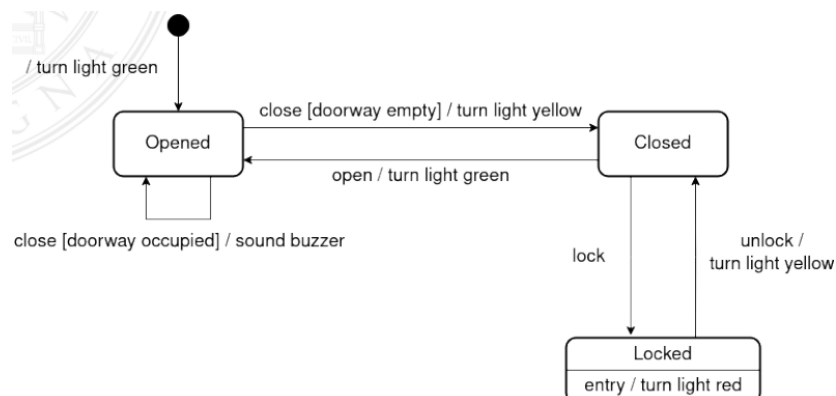 / turn light green
close [doorway empty] / turn light yellow
Opened
Closed
open / turn light green
close [doorway occupied] / sound buzzer
lock
unlock /
turn light yellow
Locked
entry / turn light red